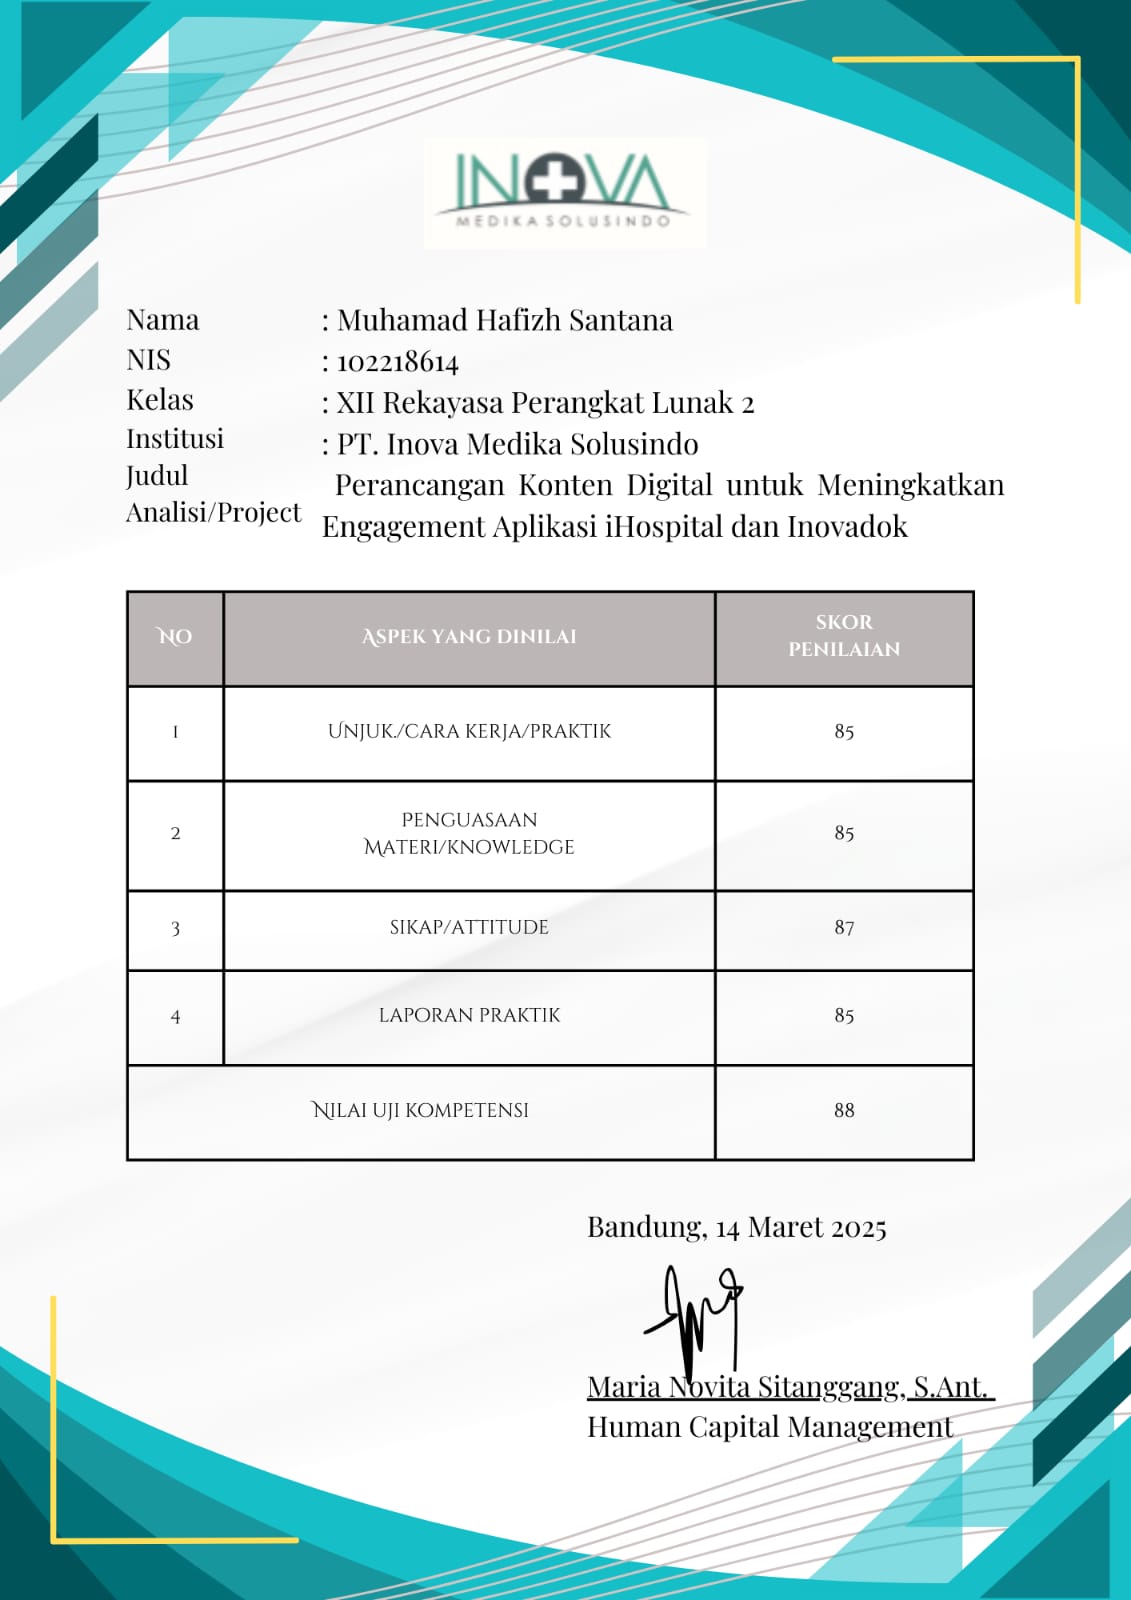 INOVA
MEDIKA SOLUSINDO
Nama : Muhamad Hafizh Santana
NIS : 102218614
Kelas : XII Rekayasa Perangkat Lunak 2
Institusi : PT. Inova Medika Solusindo
Judul Analisi/Project Perancangan Konten Digital untuk Meningkatkan
Engagement Aplikasi iHospital dan Inovadok
NO ASPEK YANG DINILAI SKOR PENILAIAN
1 UNJUK./CARA KERJA/PRAKTIK 85
2 PENGUASAAN MATERI/KNOWLEDGE 85
3 SIKAP/ATTITUDE 87
4 LAPORAN PRAKTIK 85
NILAI UJI KOMPETENSI 88
Bandung, 14 Maret 2025
Maria Novita Sitanggang, S.Ant.
Human Capital Management